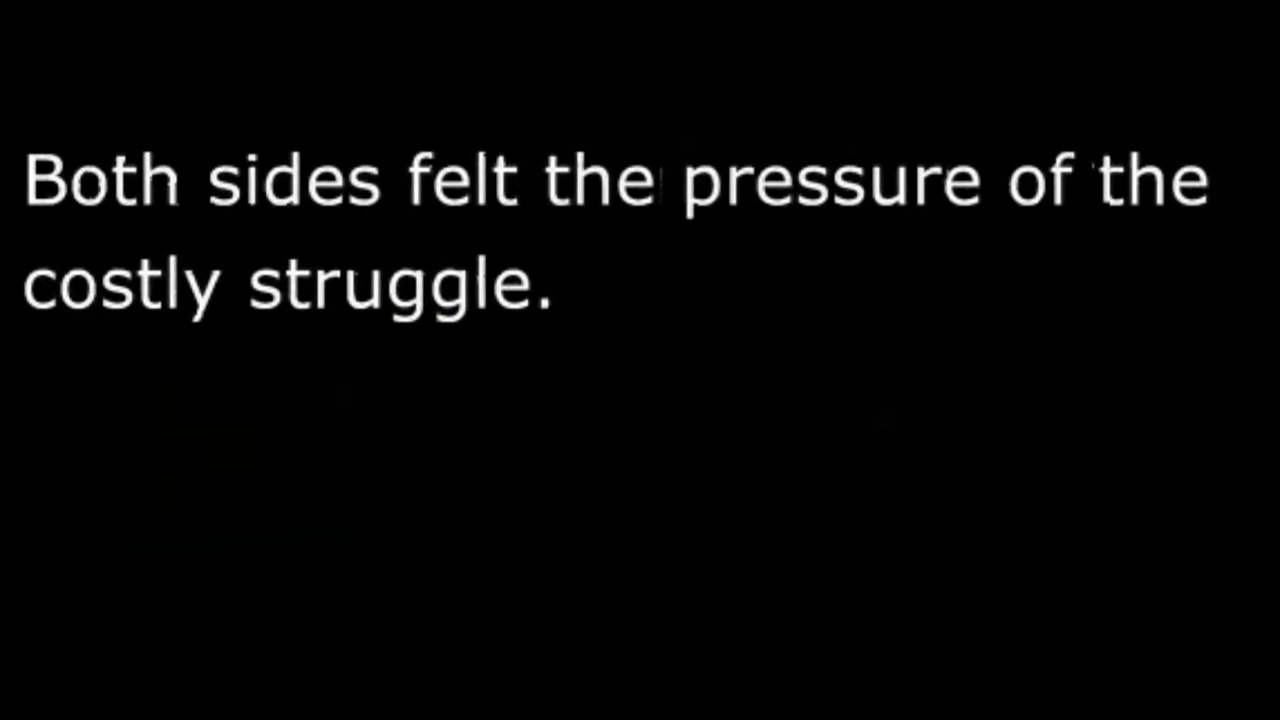 Both sides felt the pressure of the
costly struggle.